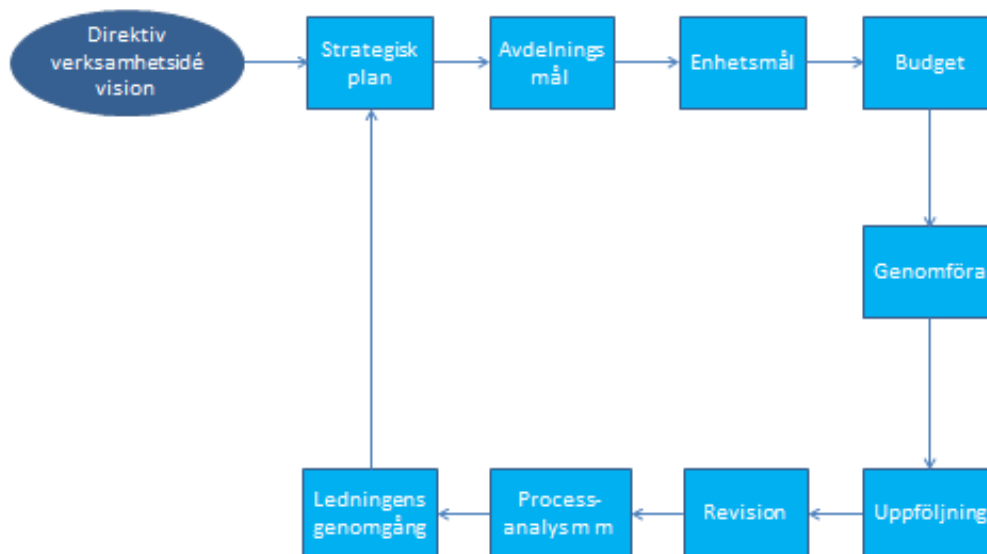 Direktiv
verksamhetsidé
vision
Strategisk
plan
Avdelnings
mål
Enhetsmål
Budget
Genomföra
Uppföljning
Revision
Process-
analys m m
Ledningens
genomgång